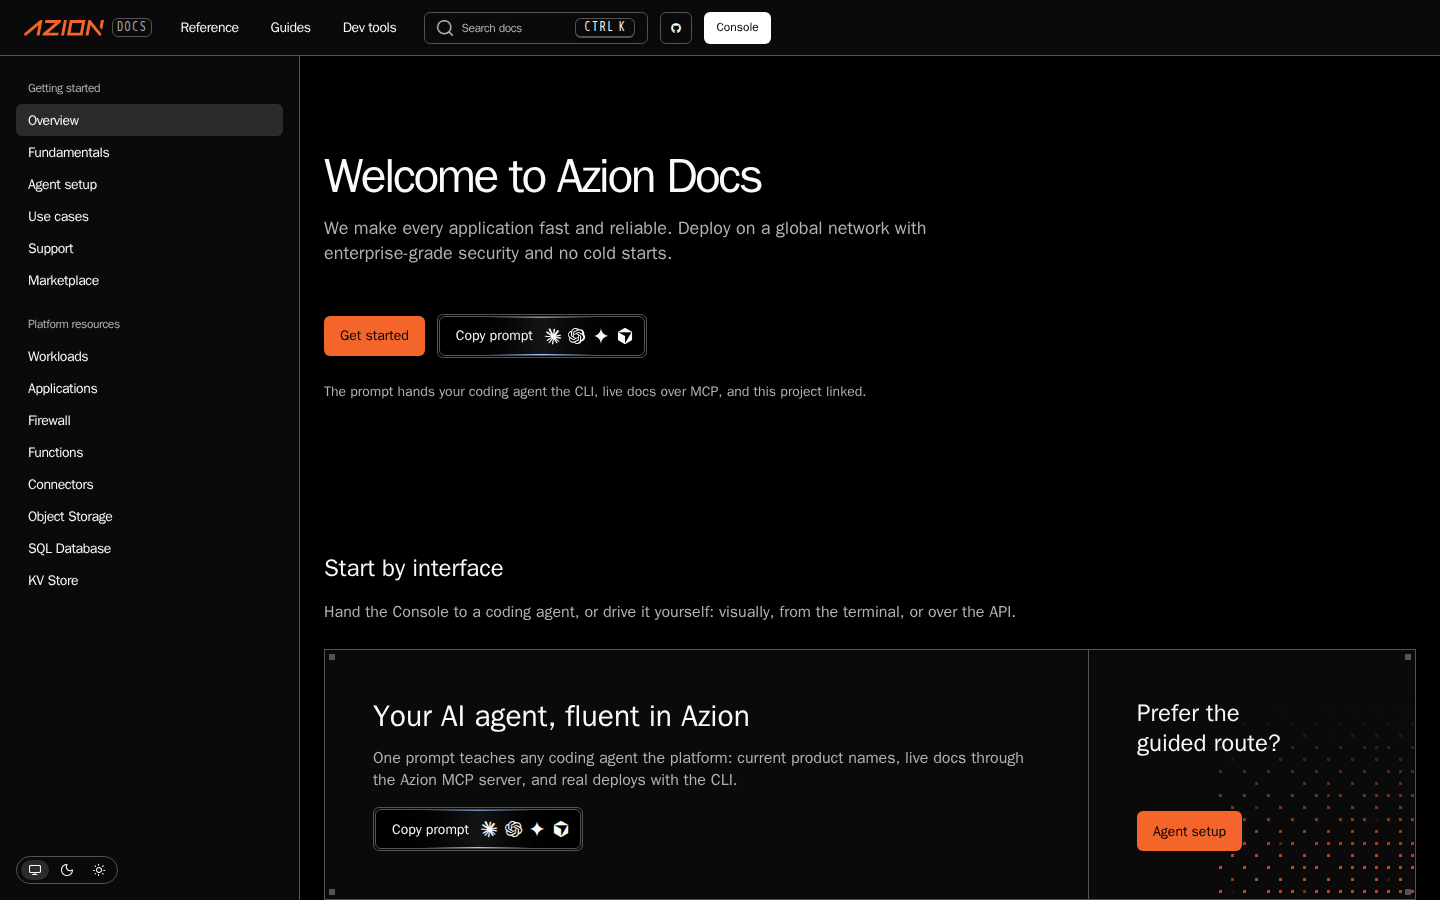 AZION DOCS
Reference
Guides
Dev tools
Search docs
CTRL K
Console
Getting started
Overview
Fundamentals
Agent setup
Use cases
Support
Marketplace
Platform resources
Workloads
Applications
Firewall
Functions
Connectors
Object Storage
SQL Database
KV Store
Welcome to Azion Docs
We make every application fast and reliable. Deploy on a global network with
enterprise-grade security and no cold starts.
Get started
Copy prompt
The prompt hands your coding agent the CLI, live docs over MCP, and this project linked.
Start by interface
Hand the Console to a coding agent, or drive it yourself: visually, from the terminal, or over the API.
Your AI agent, fluent in Azion
One prompt teaches any coding agent the platform: current product names, live docs through
the Azion MCP server, and real deploys with the CLI.
Copy prompt
Prefer the
guided route?
Agent setup